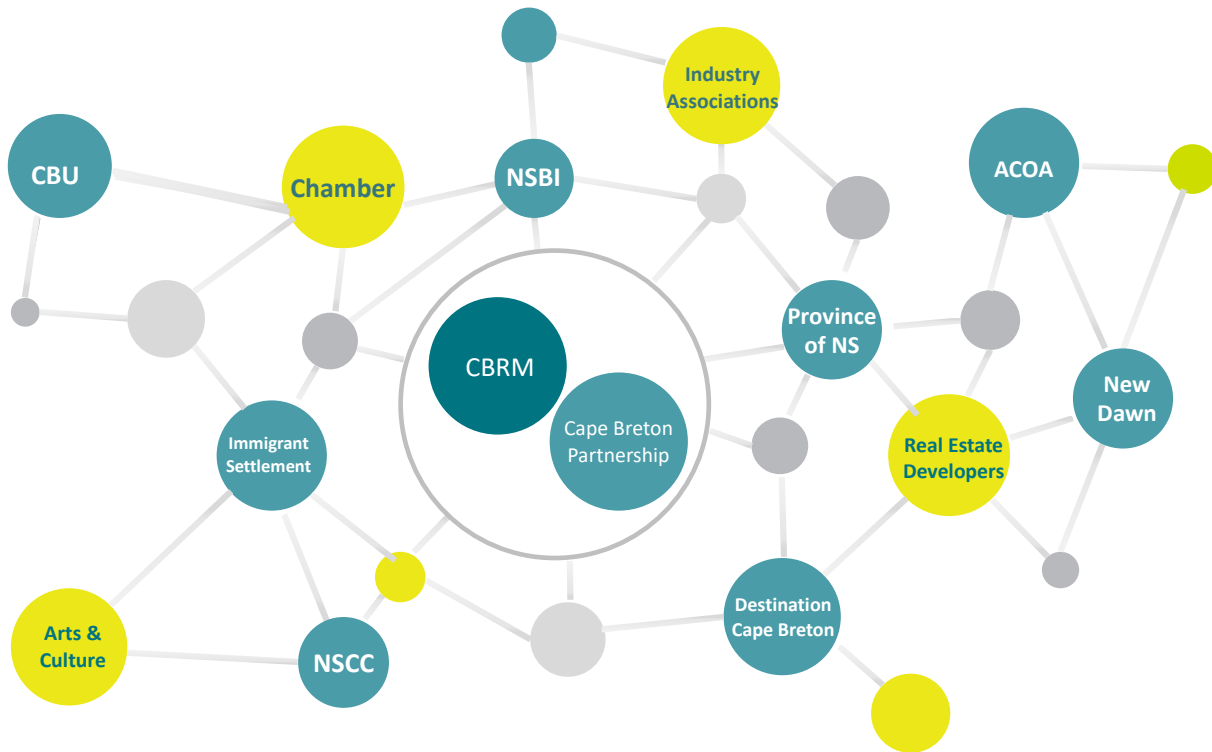 Industry
Associations
CBU
Chamber
NSBI
ACOA
Province
of NS
CBRM
New
Dawn
Cape Breton
Partnership
Immigrant
Settlement
Real Estate
Developers
Arts &
Culture
NSCC
Destination
Cape Breton